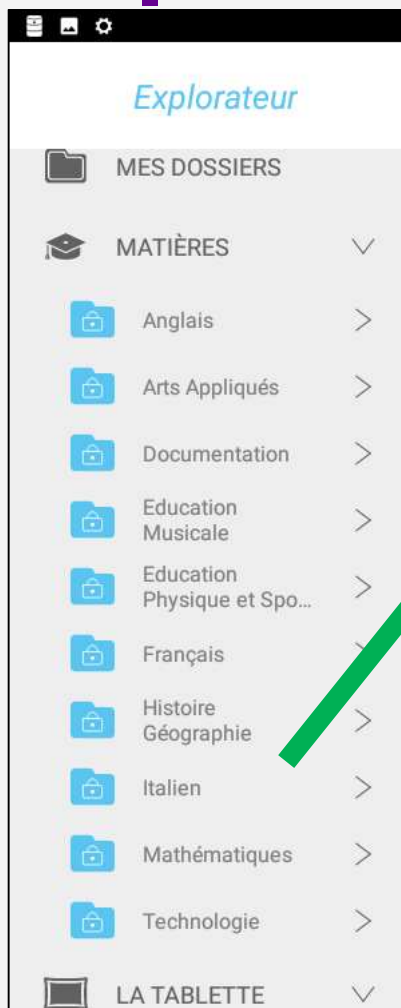 Explorateur
MES DOSSIERS
MATIÈRES
Anglais
Arts Appliqués
Documentation
Education
Musicale
Education
Physique et Spo...
Français
Histoire
Géographie
Italien
Mathématiques
Technologie
LA TABLETTE